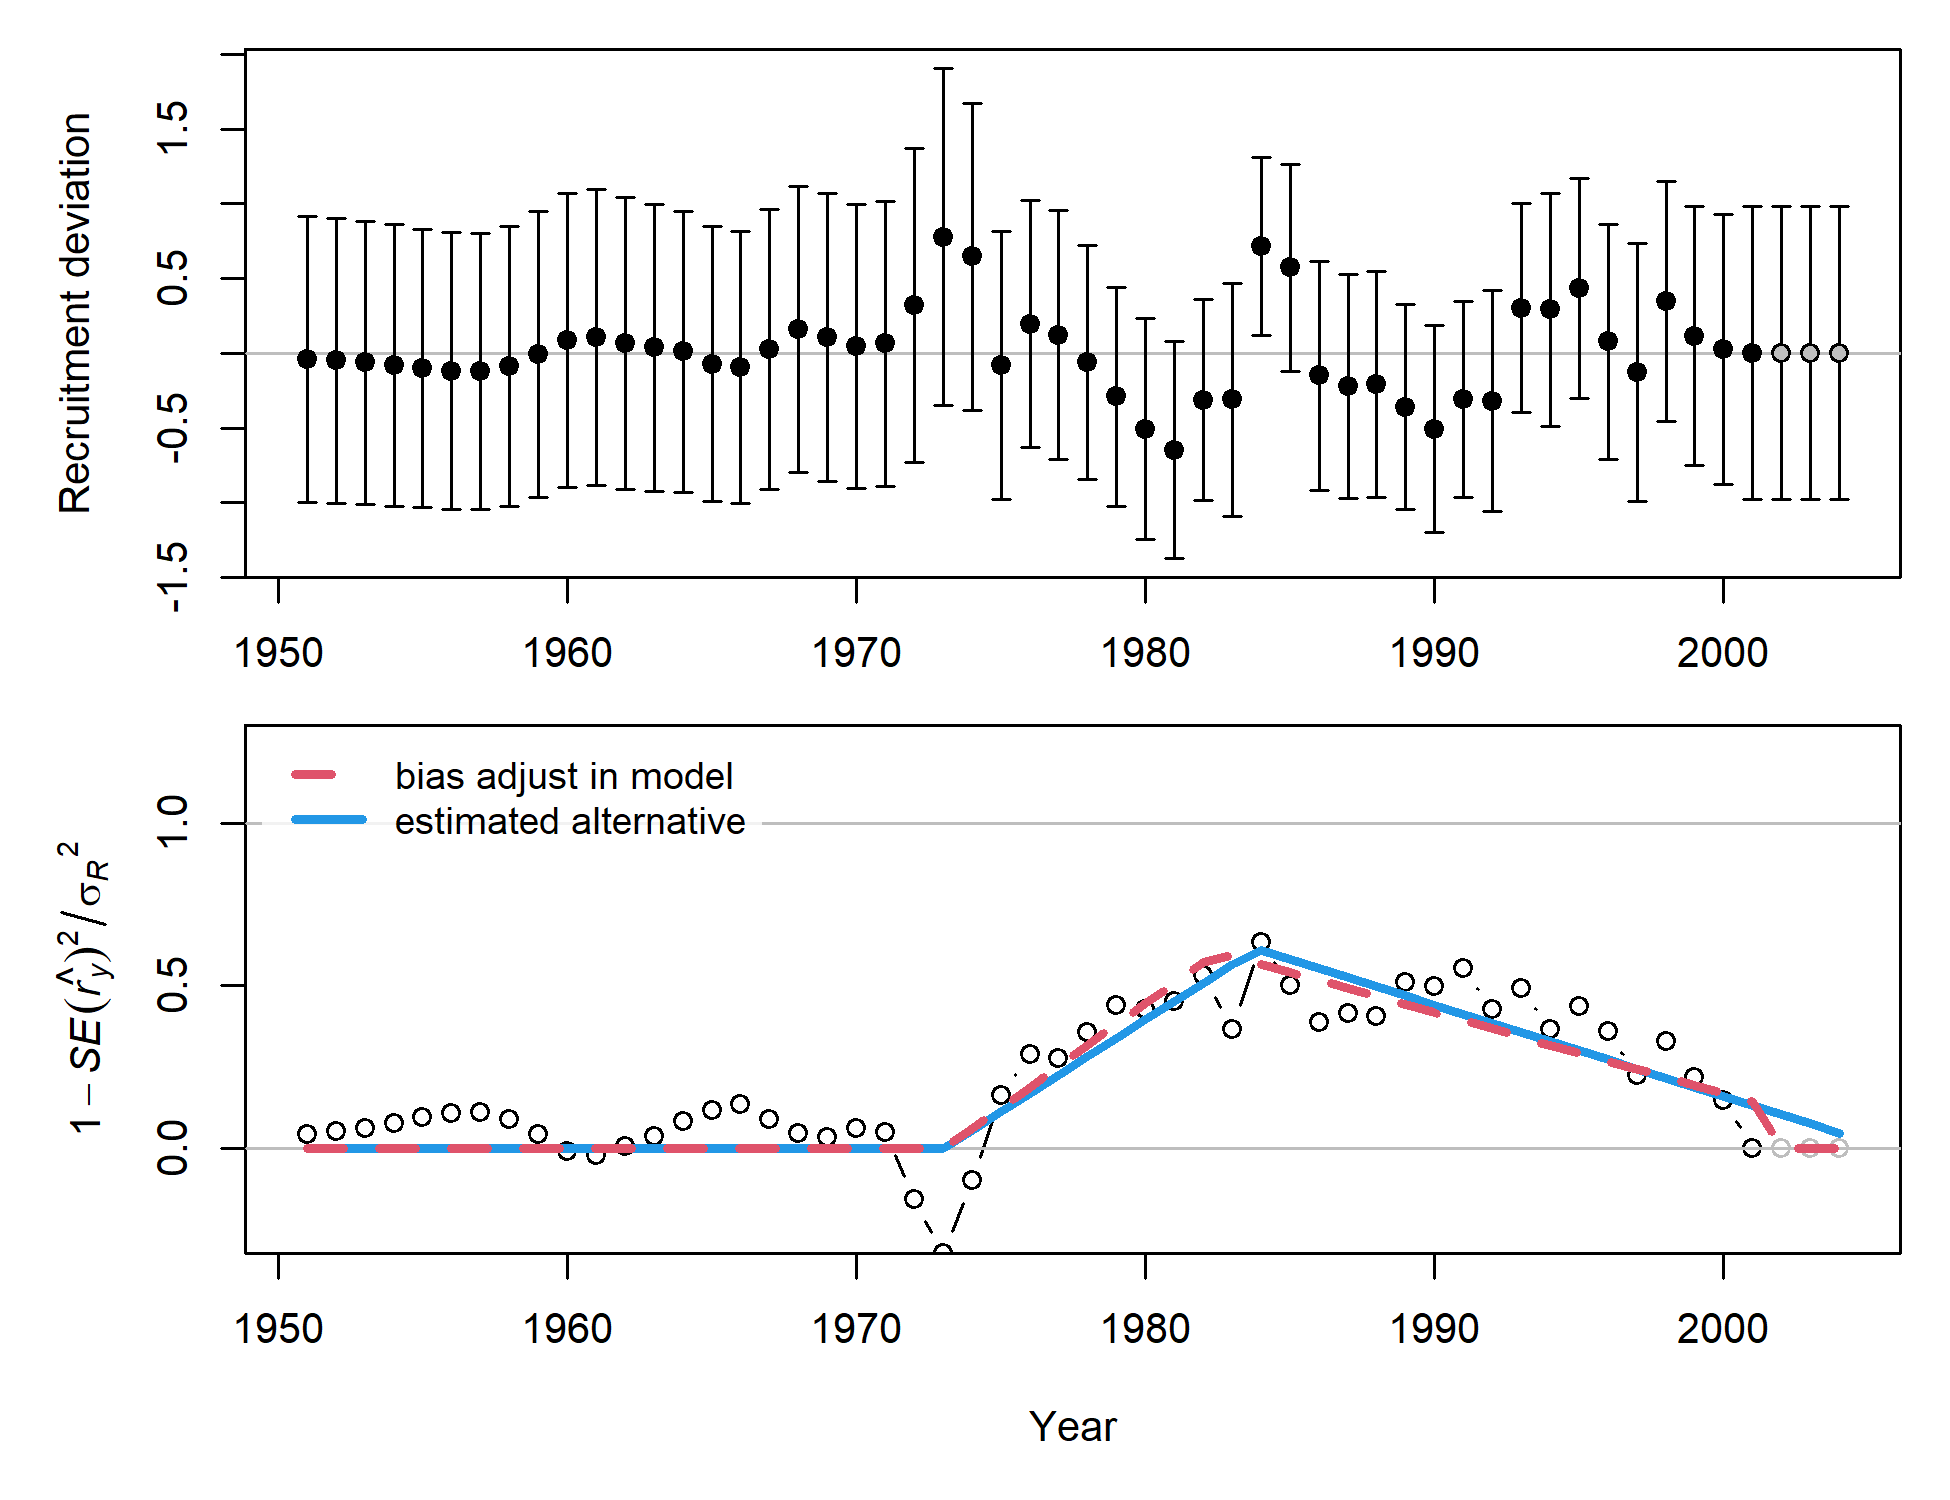 Recruitment deviation
1.5
0.5
-0.5
-1.5
1950 1960 1970 1980 1990 2000
bias adjust in model
estimated alternative
1 − SE(r̂y)²/σR²
1.0
0.5
0.0
1950 1960 1970 1980 1990 2000
Year